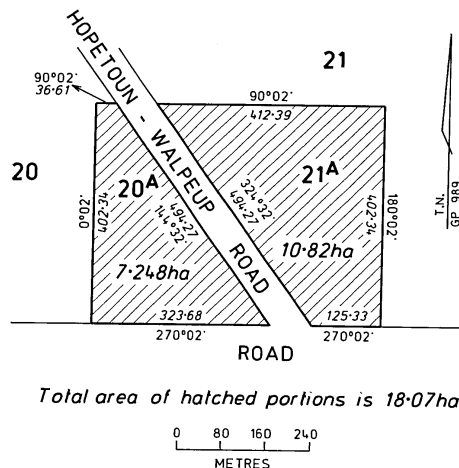 HOPETOUN - WALPEUP ROAD
21
90°02'
36·61
90°02'
412·39
20
20A
21A
0°02'
402·34
494·27
144°32'
324°32'
494·27
180°02'
402·34
T.N.
GP 989
7·248ha
10·82ha
323·68
270°02'
125·33
270°02'
ROAD
Total area of hatched portions is 18·07ha
0 80 160 240
METRES